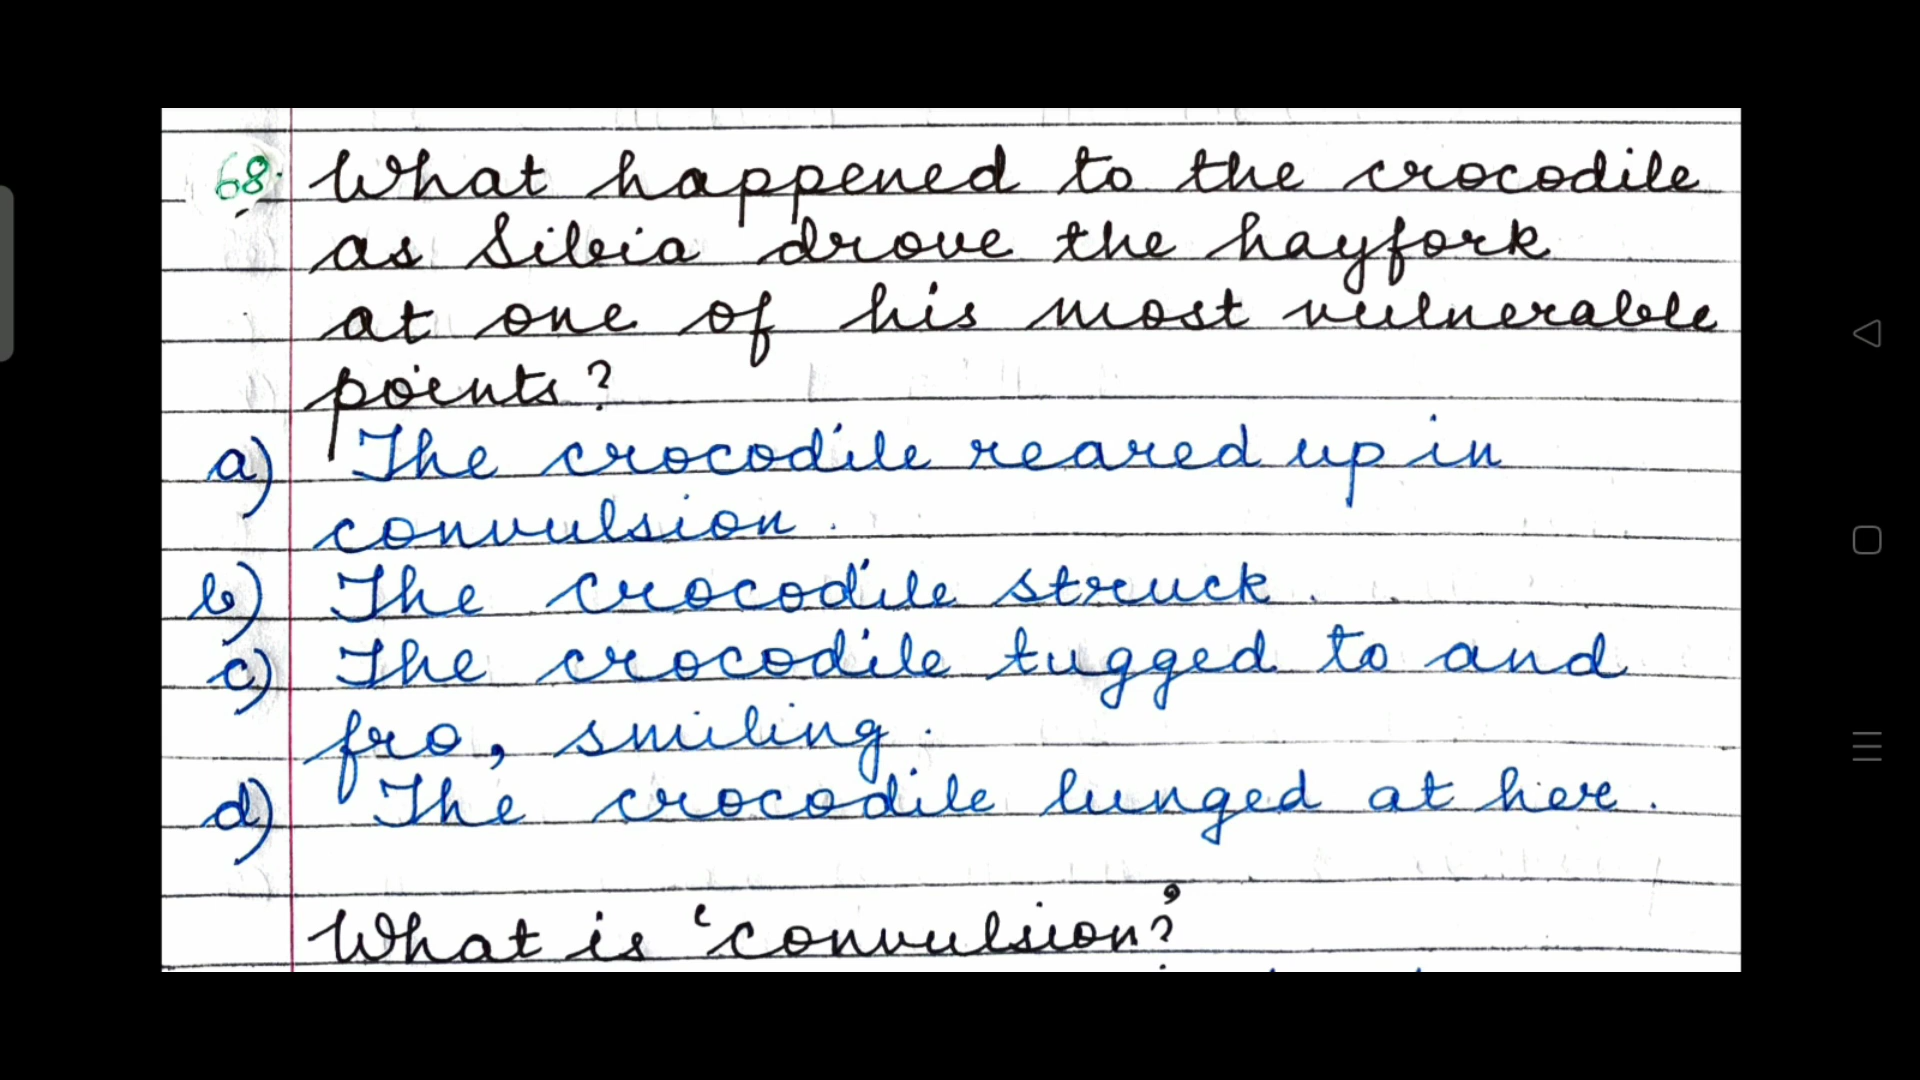 68. What happened to the crocodile
as Sibia drove the hayfork
at one of his most vulnerable
points?
a) The crocodile reared up in
convulsion.
b) The crocodile struck.
c) The crocodile tugged to and
fro, smiling.
d) The crocodile lunged at her.
What is 'convulsion?'